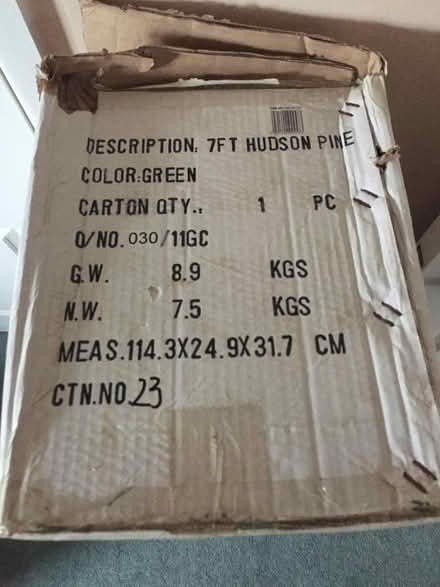 DESCRIPTION: 7FT HUDSON PINE
COLOR:GREEN
CARTON QTY.: 1 PC
O/NO. 030/11GC
G.W. 8.9 KGS
N.W. 7.5 KGS
MEAS.114.3X24.9X31.7 CM
CTN.NO 23